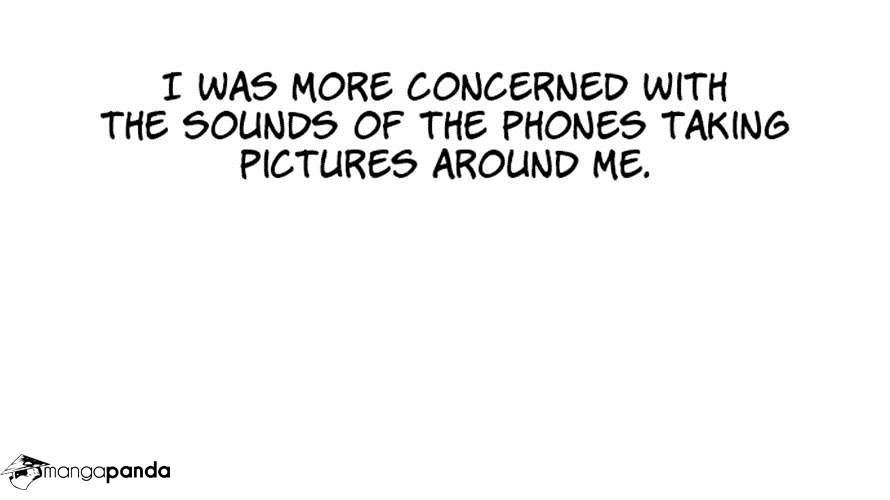 I WAS MORE CONCERNED WITH
THE SOUNDS OF THE PHONES TAKING
PICTURES AROUND ME.
mangapanda